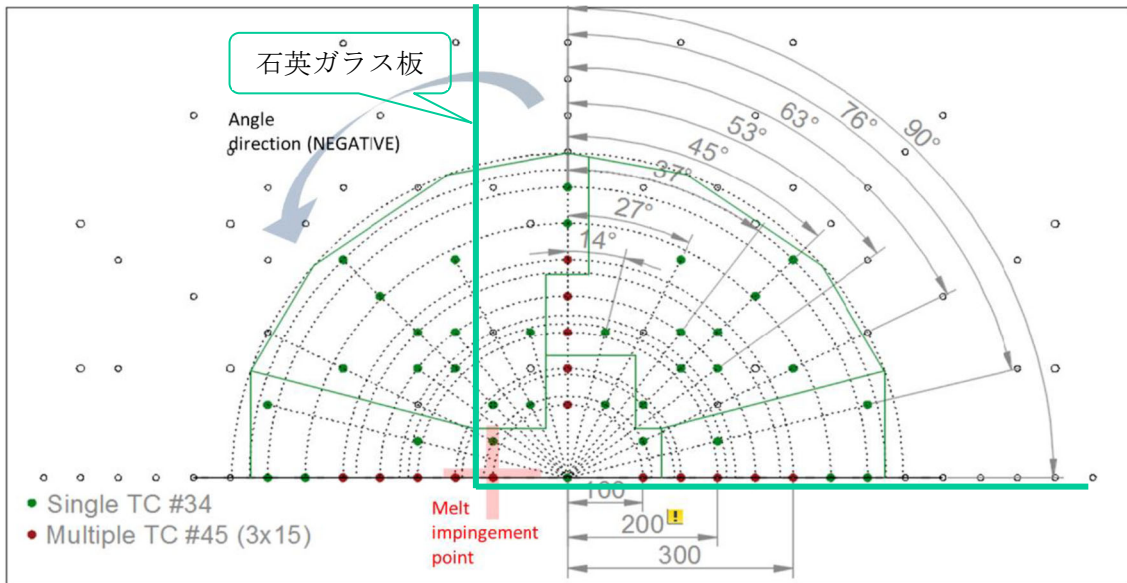 石英ガラス板
Angle
direction (NEGATIVE)
90°
76°
63°
53°
45°
37°
27°
14°
Single TC #34
Multiple TC #45 (3x15)
Melt
impingement
point
100
200
!
300